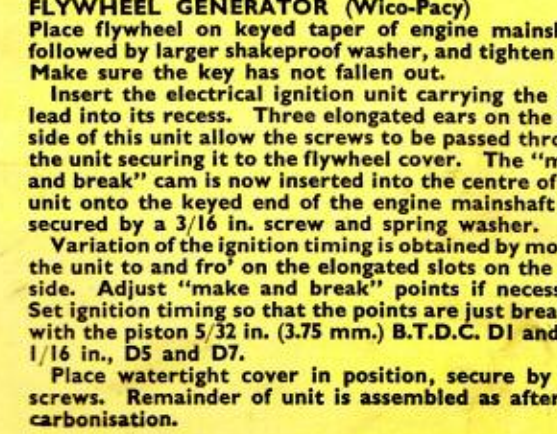 FLYWHEEL GENERATOR (Wico-Pacy)
Place flywheel on keyed taper of engine mainsh
followed by larger shakeproof washer, and tighten
Make sure the key has not fallen out.
Insert the electrical ignition unit carrying the
lead into its recess. Three elongated ears on the
side of this unit allow the screws to be passed thro
the unit securing it to the flywheel cover. The "m
and break" cam is now inserted into the centre of
unit onto the keyed end of the engine mainshaft
secured by a 3/16 in. screw and spring washer.
Variation of the ignition timing is obtained by mo
the unit to and fro' on the elongated slots on the
side. Adjust "make and break" points if necess
Set ignition timing so that the points are just brea
with the piston 5/32 in. (3.75 mm.) B.T.D.C. D1 and
1/16 in., D5 and D7.
Place watertight cover in position, secure by
screws. Remainder of unit is assembled as after
carbonisation.